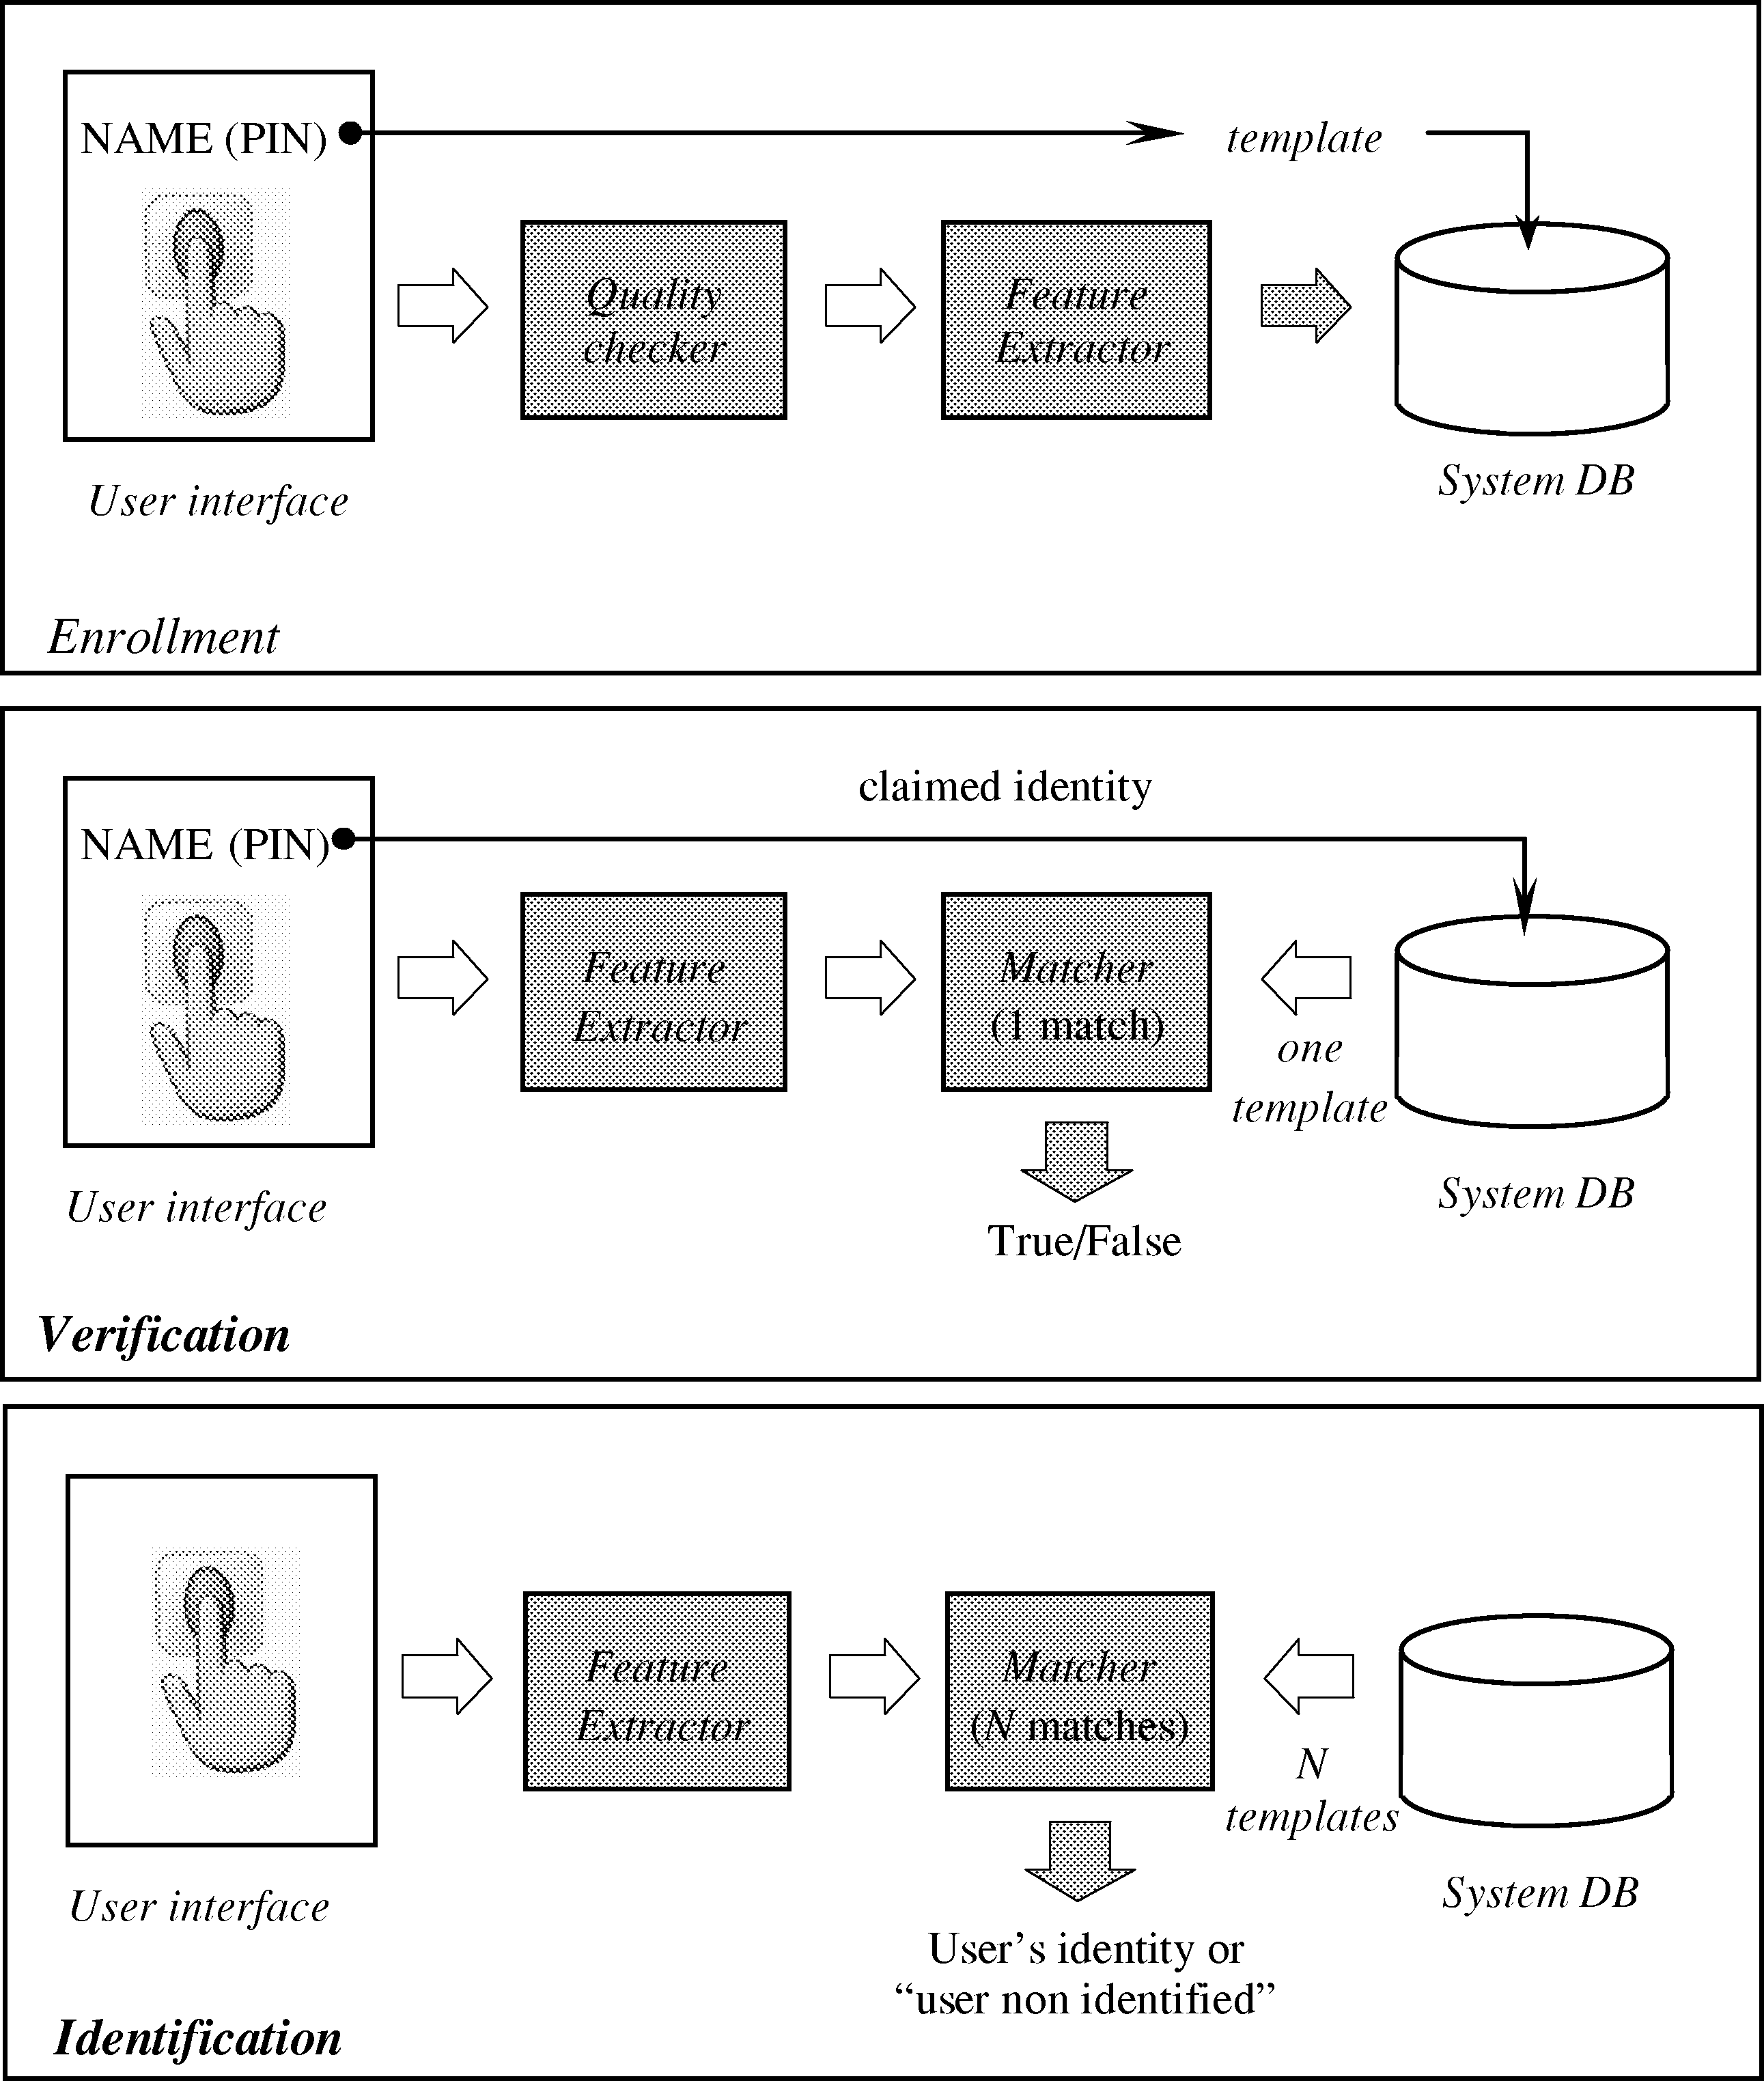 NAME (PIN)
template
Quality
checker
Feature
Extractor
User interface
System DB
Enrollment
claimed identity
NAME (PIN)
Feature
Extractor
Matcher
(1 match)
one
template
True/False
User interface
System DB
Verification
Feature
Extractor
Matcher
(N matches)
N
templates
User interface
System DB
User’s identity or
“user non identified”
Identification